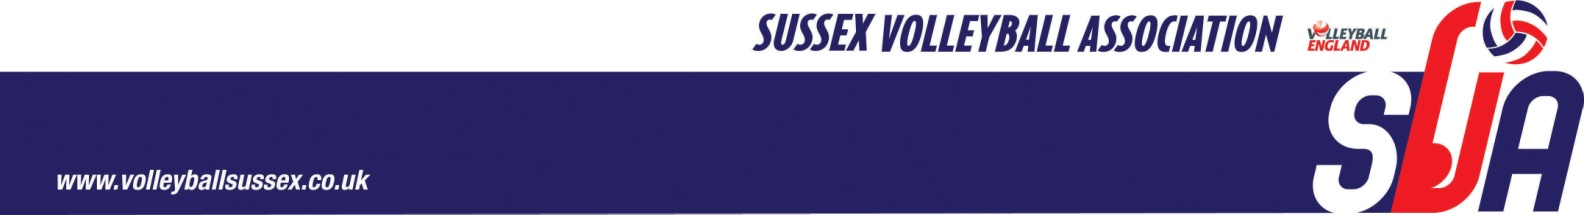 SUSSEX VOLLEYBALL ASSOCIATION
VOLLEYBALL
ENGLAND
SVA
www.volleyballsussex.co.uk